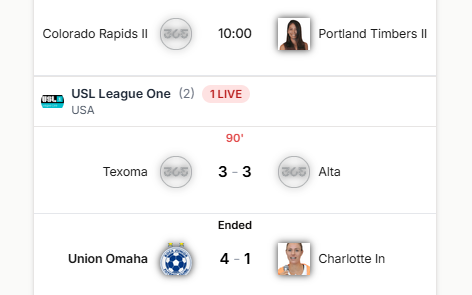 Colorado Rapids II 365 10:00 Portland Timbers II
USL USL League One (2) 1 LIVE
USA
90'
Texoma 365 3 - 3 365 Alta
Ended
Union Omaha 4 - 1 Charlotte In